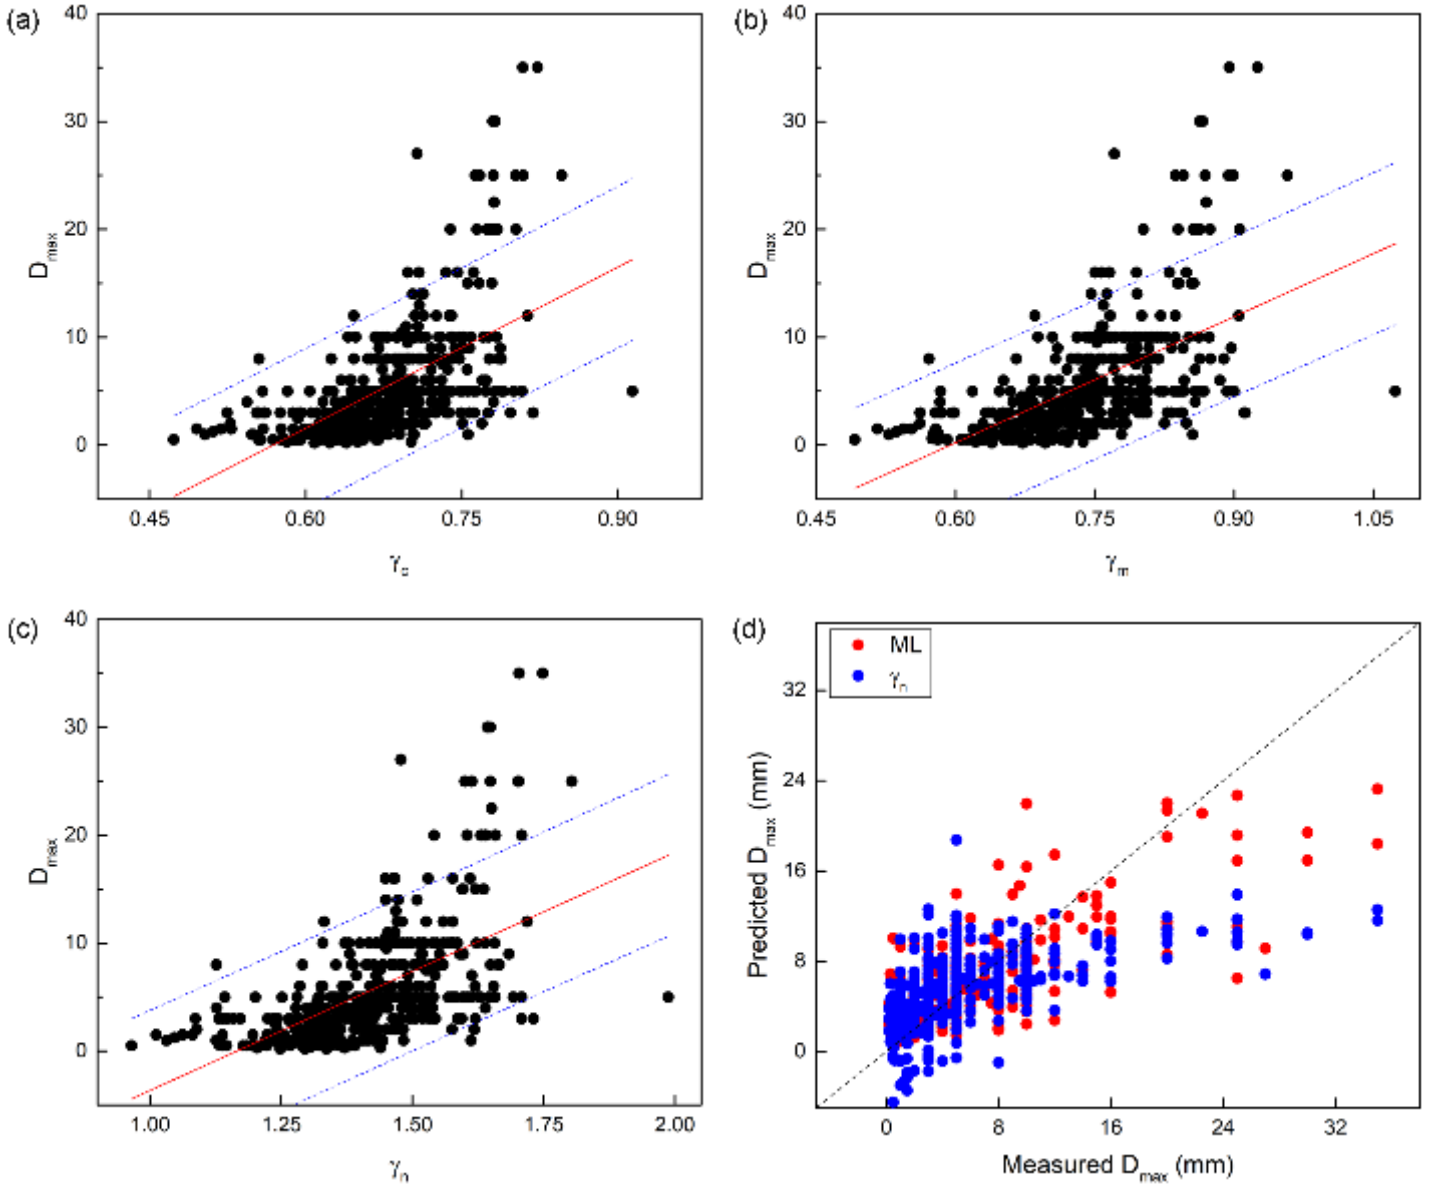 (a)
40
30
20
10
0
D_max
0.45 0.60 0.75 0.90
γ_c
(b)
40
30
20
10
0
D_max
0.45 0.60 0.75 0.90 1.05
γ_m
(c)
40
30
20
10
0
D_max
1.00 1.25 1.50 1.75 2.00
γ_n
(d)
ML
γ_n
32
24
16
8
0
Predicted D_max (mm)
0 8 16 24 32
Measured D_max (mm)